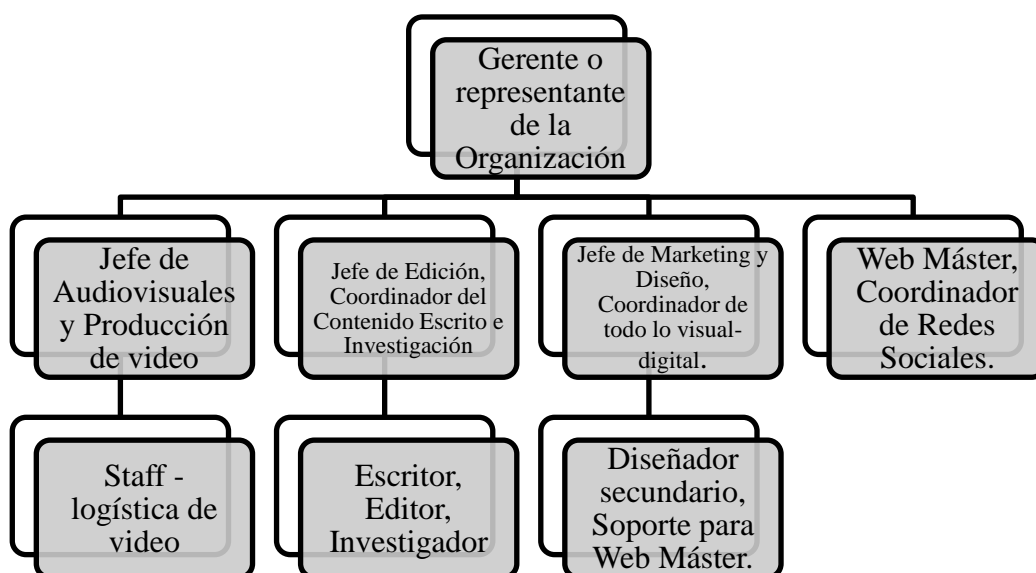 Gerente o
representante
de la
Organización
Jefe de
Audiovisuales
y Producción
de video
Jefe de Edición,
Coordinador del
Contenido Escrito e
Investigación
Jefe de Marketing y
Diseño,
Coordinador de
todo lo visual-
digital.
Web Máster,
Coordinador
de Redes
Sociales.
Staff -
logística de
video
Escritor,
Editor,
Investigador
Diseñador
secundario,
Soporte para
Web Máster.